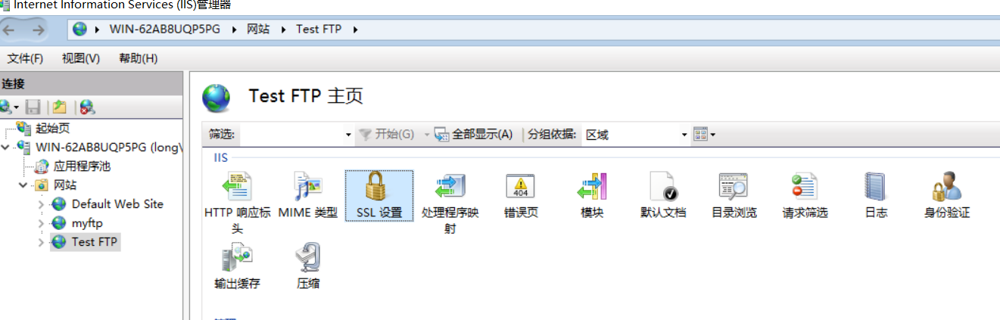 Internet Information Services (IIS)管理器
WIN-62AB8UQP5PG 网站 Test FTP
文件(F) 视图(V) 帮助(H)
连接
起始页
WIN-62AB8UQP5PG (long\
应用程序池
网站
Default Web Site
myftp
Test FTP
Test FTP 主页
筛选: 开始(G) 全部显示(A) 分组依据: 区域
IIS
HTTP 响应标头 MIME 类型 SSL 设置 处理程序映射 错误页 模块 默认文档 目录浏览 请求筛选 日志 身份验证
404
输出缓存 压缩